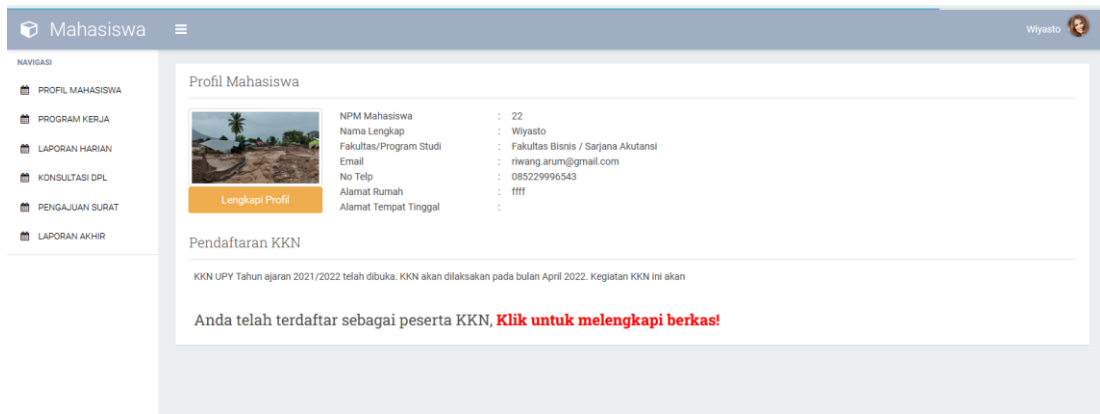 Mahasiswa
Wiyasto
NAVIGASI
PROFIL MAHASISWA
PROGRAM KERJA
LAPORAN HARIAN
KONSULTASI DPL
PENGAJUAN SURAT
LAPORAN AKHIR
Profil Mahasiswa
NPM Mahasiswa : 22
Nama Lengkap : Wiyasto
Fakultas/Program Studi : Fakultas Bisnis / Sarjana Akutansi
Email : riwang.arum@gmail.com
No Telp : 085229996543
Alamat Rumah : ffff
Alamat Tempat Tinggal :
Lengkapi Profil
Pendaftaran KKN
KKN UPY Tahun ajaran 2021/2022 telah dibuka. KKN akan dilaksakan pada bulan April 2022. Kegiatan KKN ini akan
Anda telah terdaftar sebagai peserta KKN, Klik untuk melengkapi berkas!